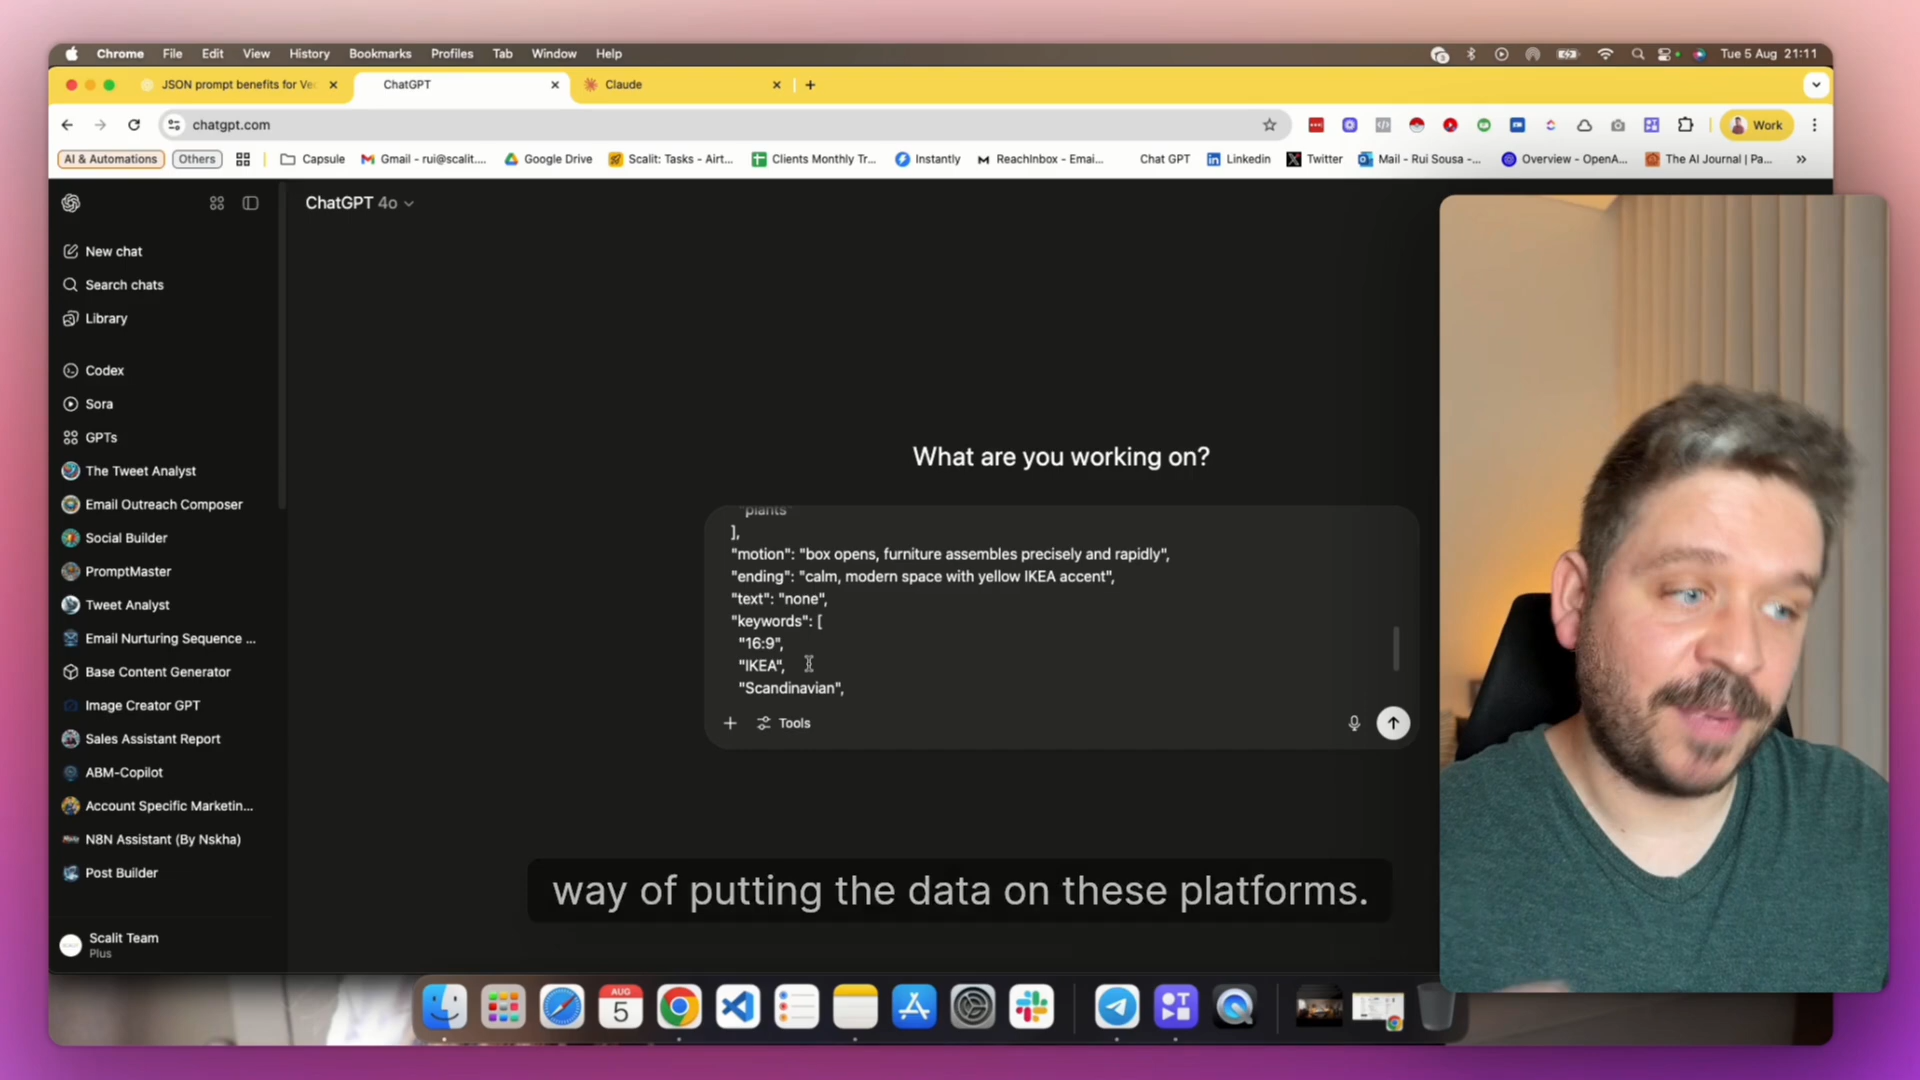 Chrome File Edit View History Bookmarks Profiles Tab Window Help
Tue 5 Aug 21:11
JSON prompt benefits for Ve
ChatGPT
Claude
chatgpt.com
Work
AI & Automations
Others
Capsule
Gmail - rui@scalit....
Google Drive
Scalit: Tasks - Airt...
Clients Monthly Tr...
Instantly
ReachInbox - Emai...
Chat GPT
Linkedin
Twitter
Mail - Rui Sousa -...
Overview - OpenA...
The AI Journal | Pa...
ChatGPT 4o
New chat
Search chats
Library
Codex
Sora
GPTs
The Tweet Analyst
Email Outreach Composer
Social Builder
PromptMaster
Tweet Analyst
Email Nurturing Sequence ...
Base Content Generator
Image Creator GPT
Sales Assistant Report
ABM-Copilot
Account Specific Marketin...
N8N Assistant (By Nskha)
Post Builder
Scalit Team
Plus
What are you working on?
"plants"
],
"motion": "box opens, furniture assembles precisely and rapidly",
"ending": "calm, modern space with yellow IKEA accent",
"text": "none",
"keywords": [
"16:9",
"IKEA",
"Scandinavian",
Tools
way of putting the data on these platforms.
AUG
5